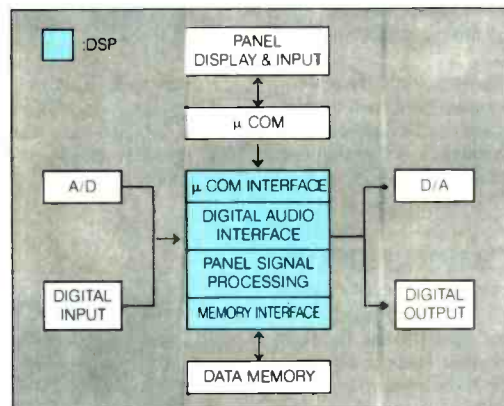 :DSP
PANEL
DISPLAY & INPUT
μ COM
A/D
DIGITAL
INPUT
μ COM INTERFACE
DIGITAL AUDIO
INTERFACE
PANEL SIGNAL
PROCESSING
MEMORY INTERFACE
D/A
DIGITAL
OUTPUT
DATA MEMORY